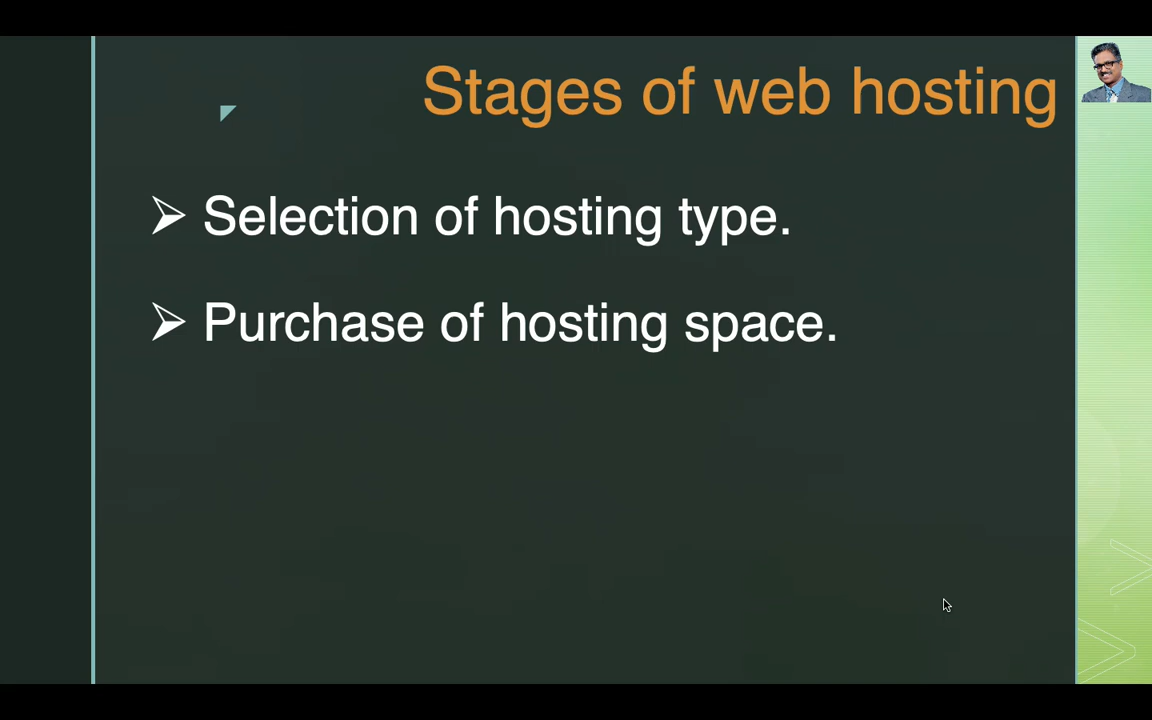 Stages of web hosting
➢ Selection of hosting type.
➢ Purchase of hosting space.